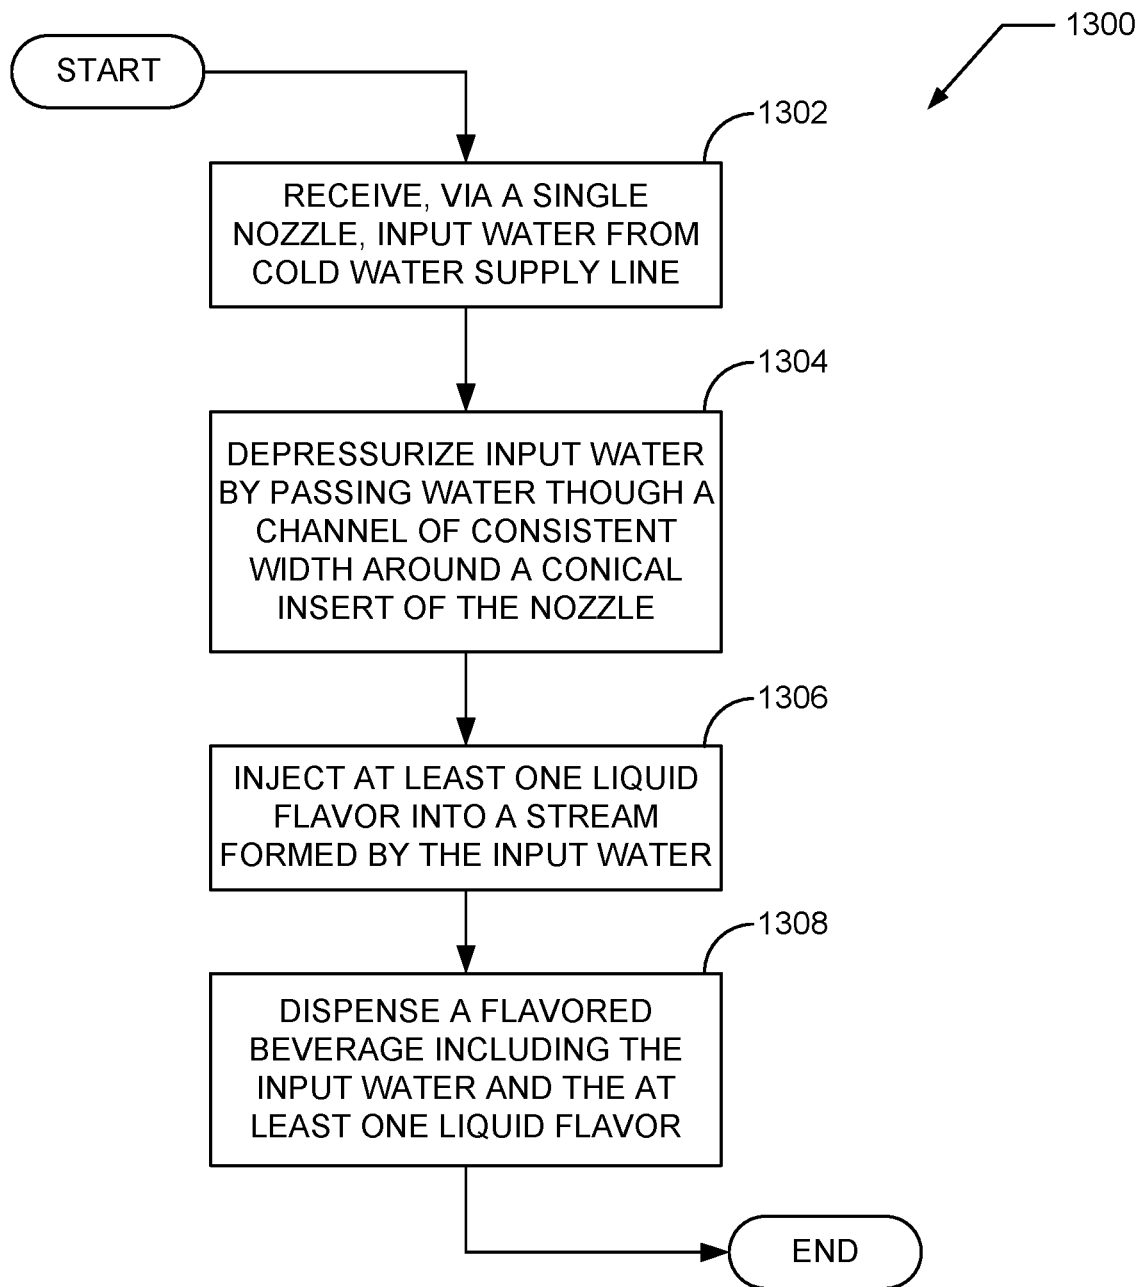 1300
START
1302
RECEIVE, VIA A SINGLE
NOZZLE, INPUT WATER FROM
COLD WATER SUPPLY LINE
1304
DEPRESSURIZE INPUT WATER
BY PASSING WATER THOUGH A
CHANNEL OF CONSISTENT
WIDTH AROUND A CONICAL
INSERT OF THE NOZZLE
1306
INJECT AT LEAST ONE LIQUID
FLAVOR INTO A STREAM
FORMED BY THE INPUT WATER
1308
DISPENSE A FLAVORED
BEVERAGE INCLUDING THE
INPUT WATER AND THE AT
LEAST ONE LIQUID FLAVOR
END